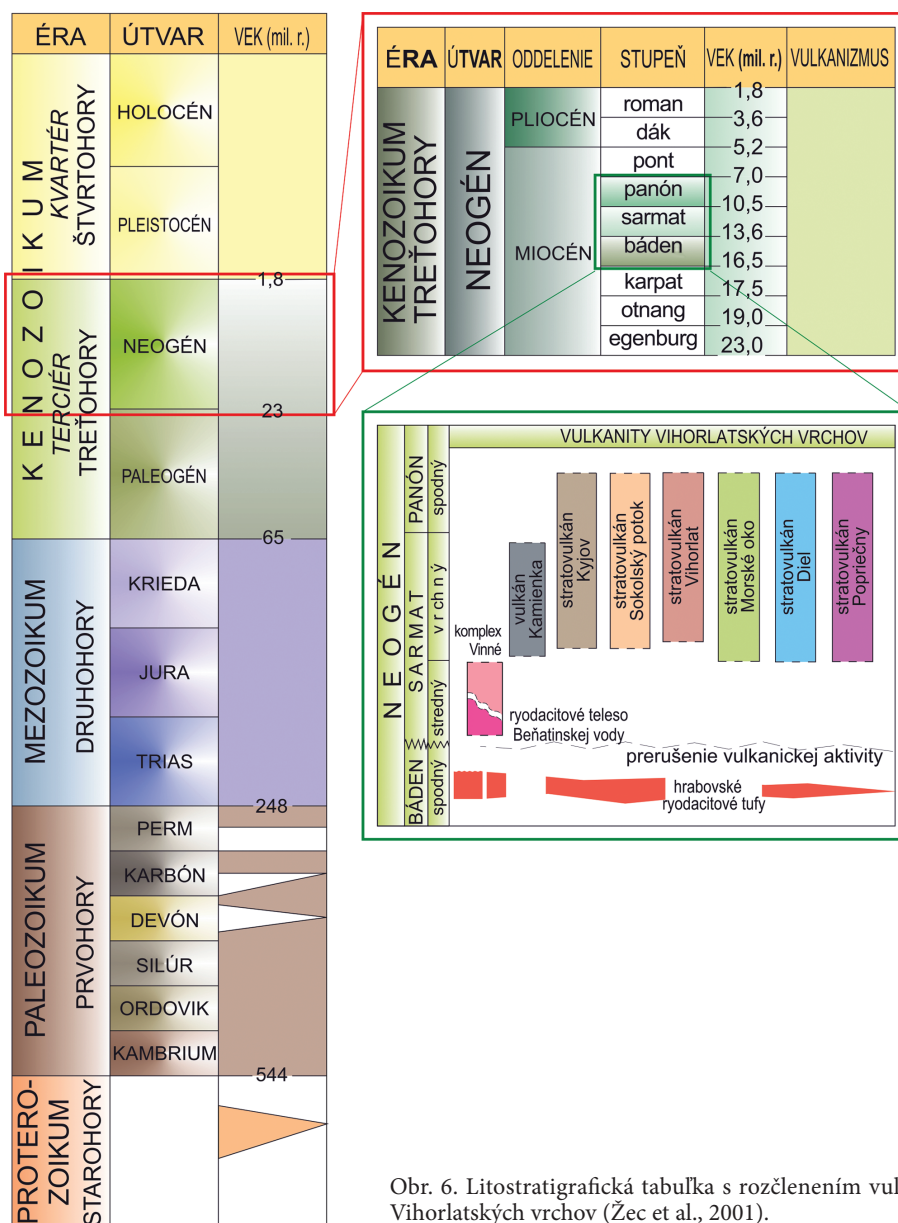 ÉRA ÚTVAR VEK (mil. r.)
KENOZOIKUM
KVARTÉR
ŠTVRTOHORY
HOLOCÉN
PLEISTOCÉN
1,8
TERCIÉR
TREŤOHORY
NEOGÉN
23
PALEOGÉN
65
MEZOZOIKUM
DRUHOHORY
KRIEDA
JURA
TRIAS
248
PALEOZOIKUM
PRVOHORY
PERM
KARBÓN
DEVÓN
SILÚR
ORDOVIK
KAMBRIUM
544
PROTERO-
ZOIKUM
STAROHORY
ÉRA ÚTVAR ODDELENIE STUPEŇ VEK (mil. r.) VULKANIZMUS
KENOZOIKUM
TREŤOHORY
NEOGÉN
PLIOCÉN
MIOCÉN
1,8
roman
3,6
dák
5,2
pont
7,0
panón
10,5
sarmat
13,6
báden
16,5
karpat
17,5
otnang
19,0
egenburg
23,0
VULKANITY VIHORLATSKÝCH VRCHOV
NEOGÉN
PANÓN
spodný
SARMAT
vrchný
stredný
BÁDEN
spodný
komplex
Vinné
vulkán
Kamienka
stratovulkán
Kyjov
stratovulkán
Sokolský potok
stratovulkán
Vihorlat
stratovulkán
Morské oko
stratovulkán
Diel
stratovulkán
Popriečny
ryodacitové teleso
Beňatinskej vody
prerušenie vulkanickej aktivity
hrabovské
ryodacitové tufy
Obr. 6. Litostratigrafická tabuľka s rozčlenením vul
Vihorlatských vrchov (Žec et al., 2001).